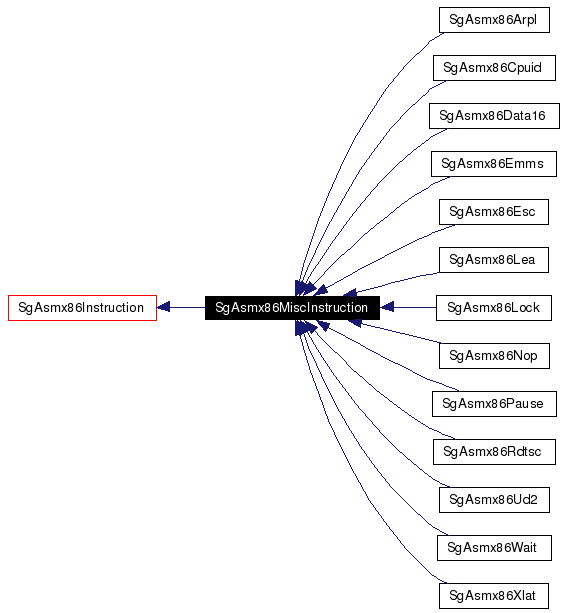 SgAsmx86Arpl
SgAsmx86Cpuid
SgAsmx86Data16
SgAsmx86Emms
SgAsmx86Esc
SgAsmx86Lea
SgAsmx86Instruction
SgAsmx86MiscInstruction
SgAsmx86Lock
SgAsmx86Nop
SgAsmx86Pause
SgAsmx86Rdtsc
SgAsmx86Ud2
SgAsmx86Wait
SgAsmx86Xlat